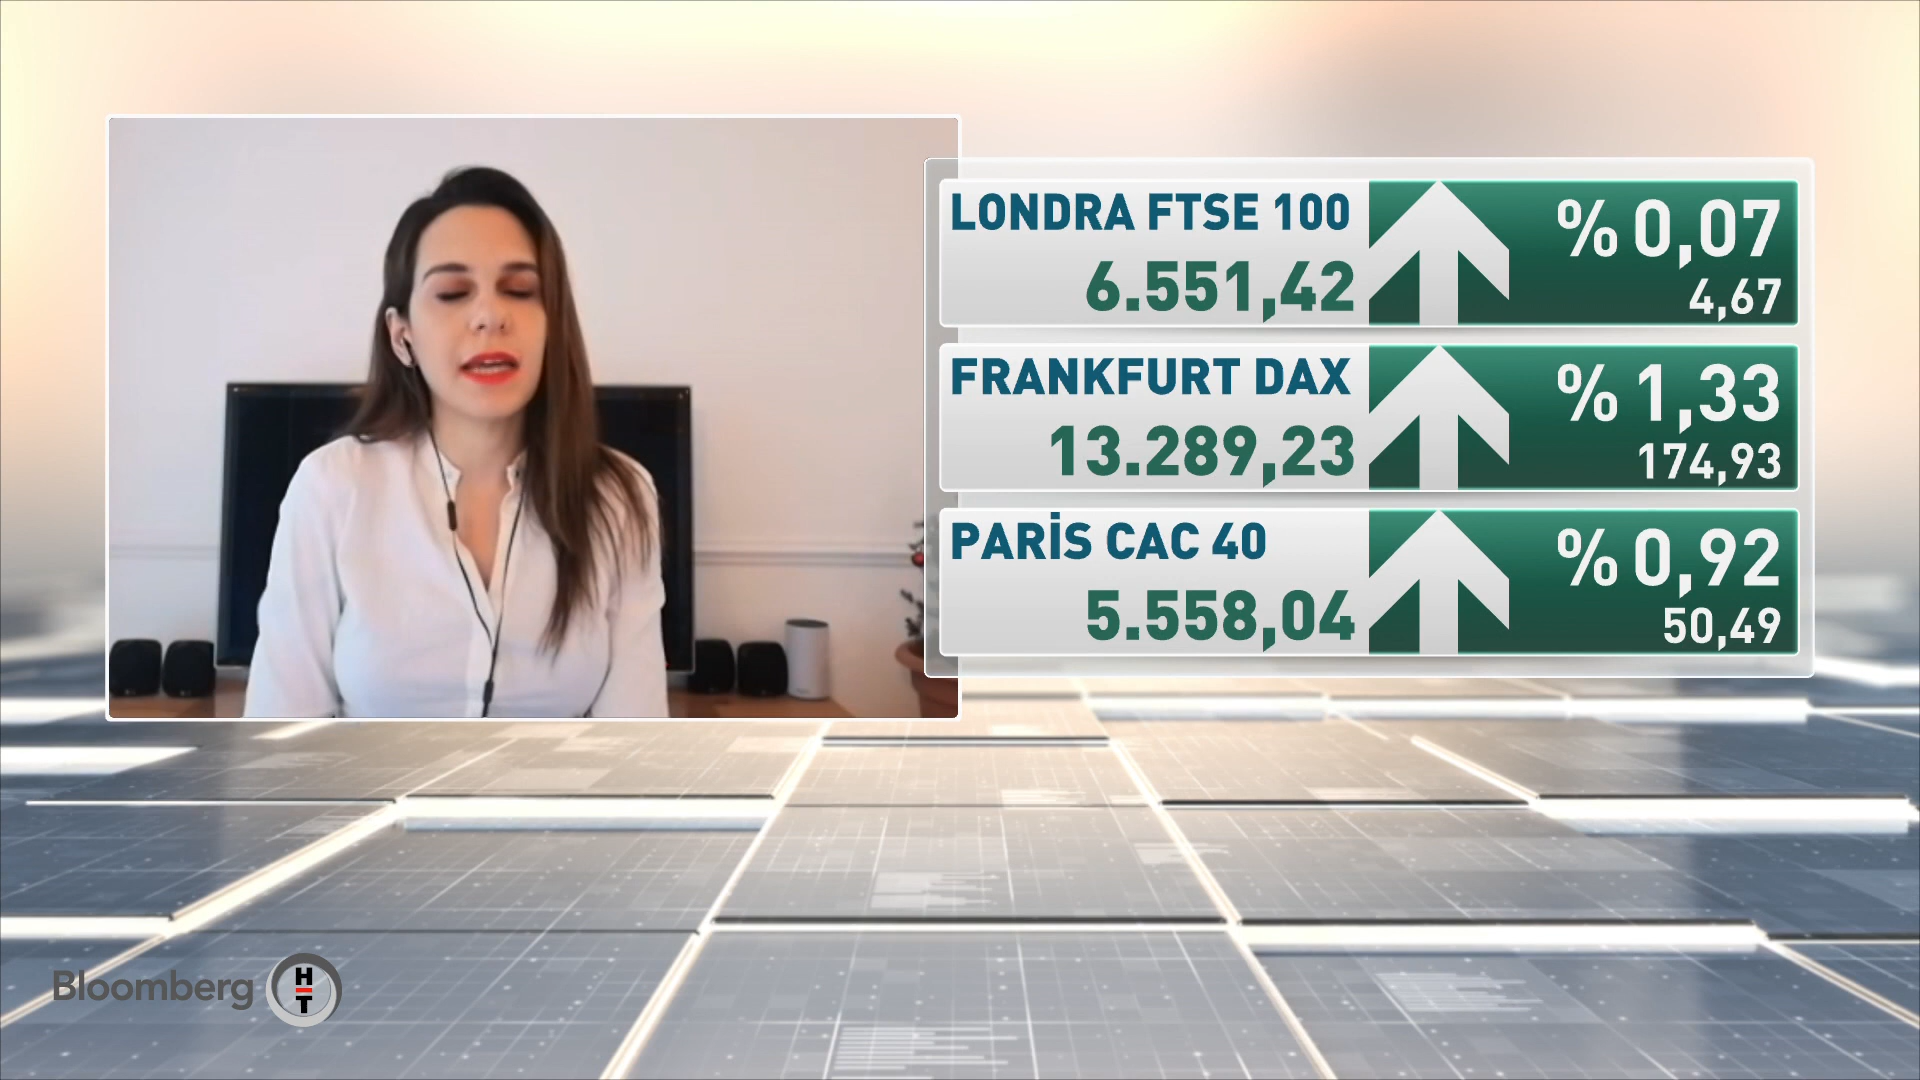 LONDRA FTSE 100
6.551,42
% 0,07
4,67
FRANKFURT DAX
13.289,23
% 1,33
174,93
PARİS CAC 40
5.558,04
% 0,92
50,49
Bloomberg HT